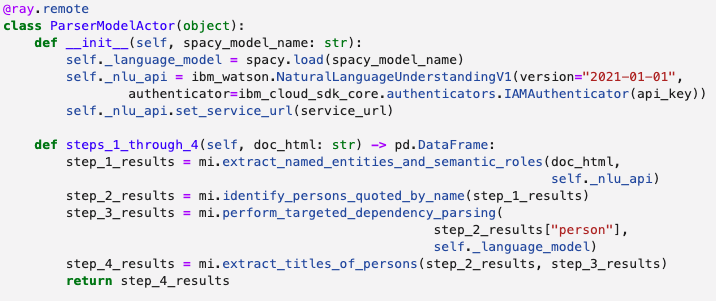 @ray.remote
class ParserModelActor(object):
    def __init__(self, spacy_model_name: str):
        self._language_model = spacy.load(spacy_model_name)
        self._nlu_api = ibm_watson.NaturalLanguageUnderstandingV1(version="2021-01-01",
                authenticator=ibm_cloud_sdk_core.authenticators.IAMAuthenticator(api_key))
        self._nlu_api.set_service_url(service_url)

    def steps_1_through_4(self, doc_html: str) -> pd.DataFrame:
        step_1_results = mi.extract_named_entities_and_semantic_roles(doc_html,
                                                                      self._nlu_api)
        step_2_results = mi.identify_persons_quoted_by_name(step_1_results)
        step_3_results = mi.perform_targeted_dependency_parsing(
                                                       step_2_results["person"],
                                                       self._language_model)
        step_4_results = mi.extract_titles_of_persons(step_2_results, step_3_results)
        return step_4_results